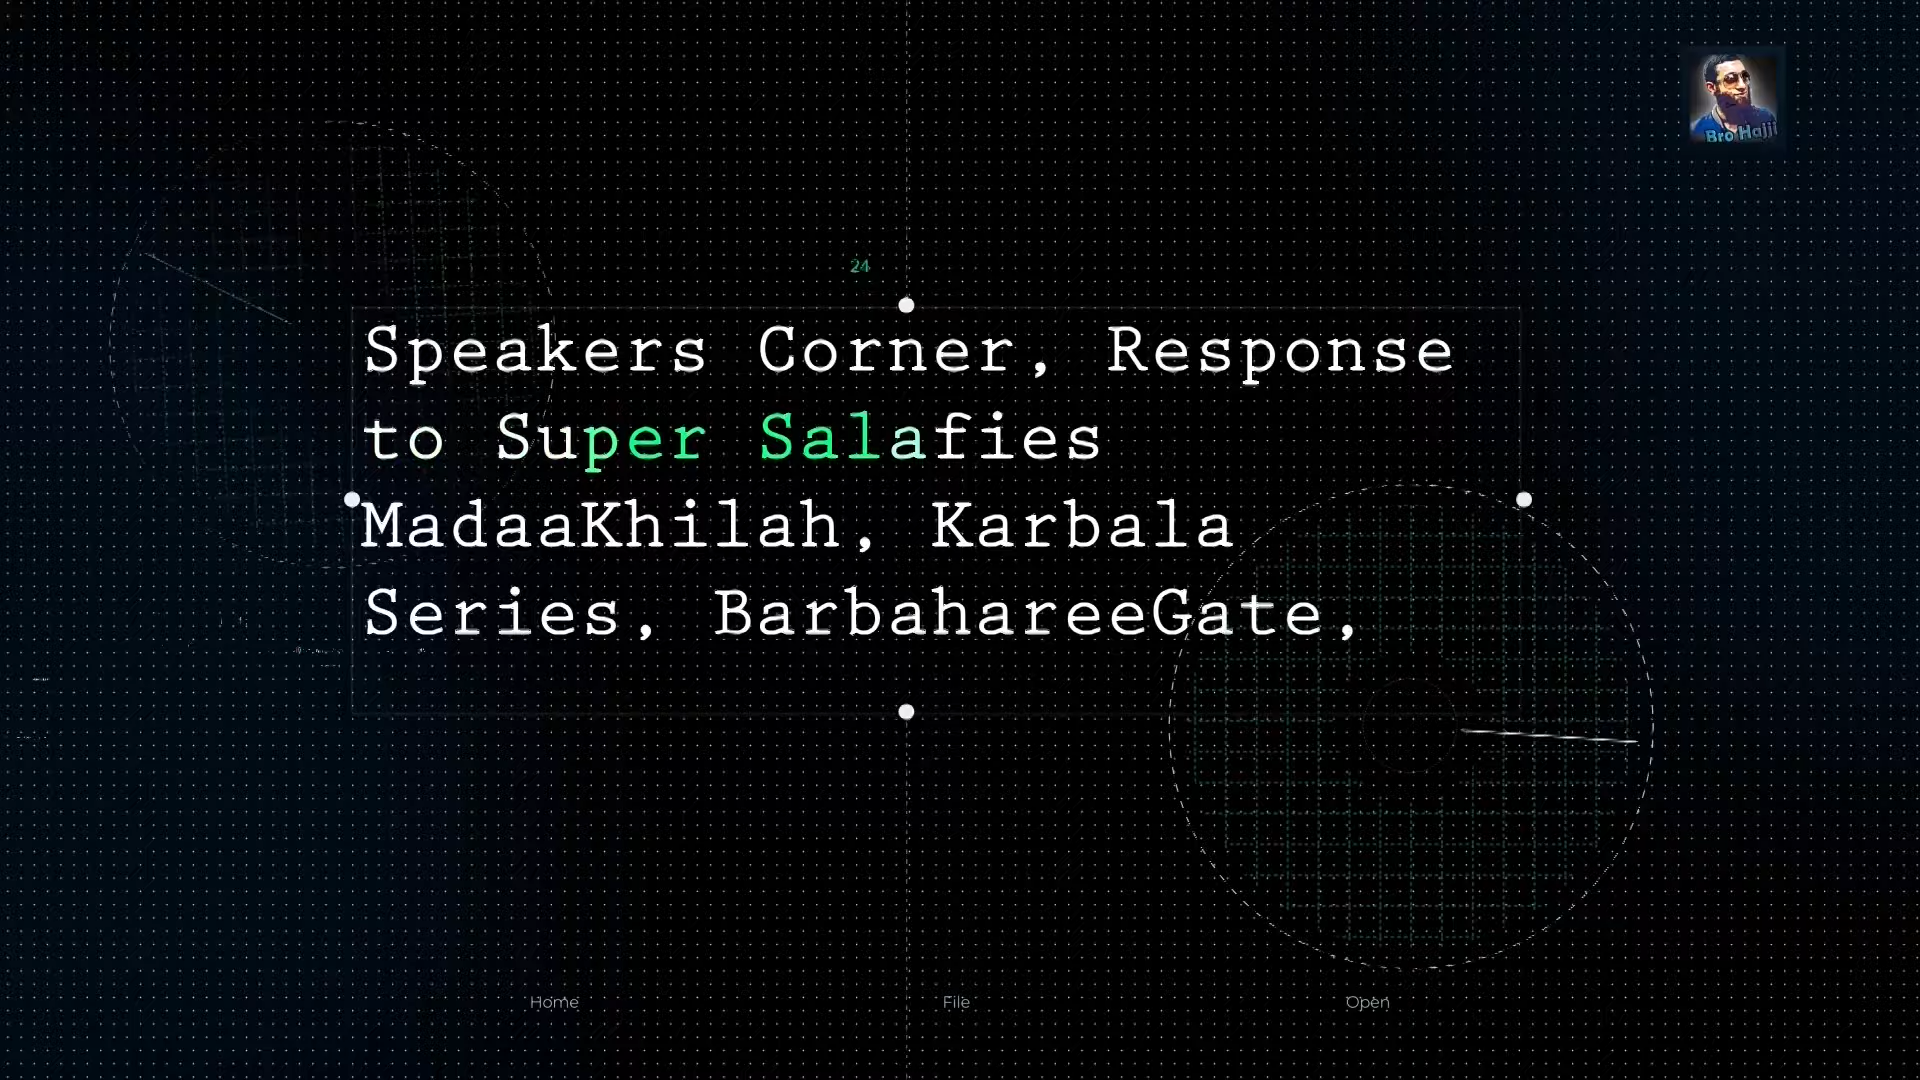 Bro Hajji
24
Speakers Corner, Response
to Super Salafies
MadaaKhilah, Karbala
Series, BarbahareeGate,
Home File Open